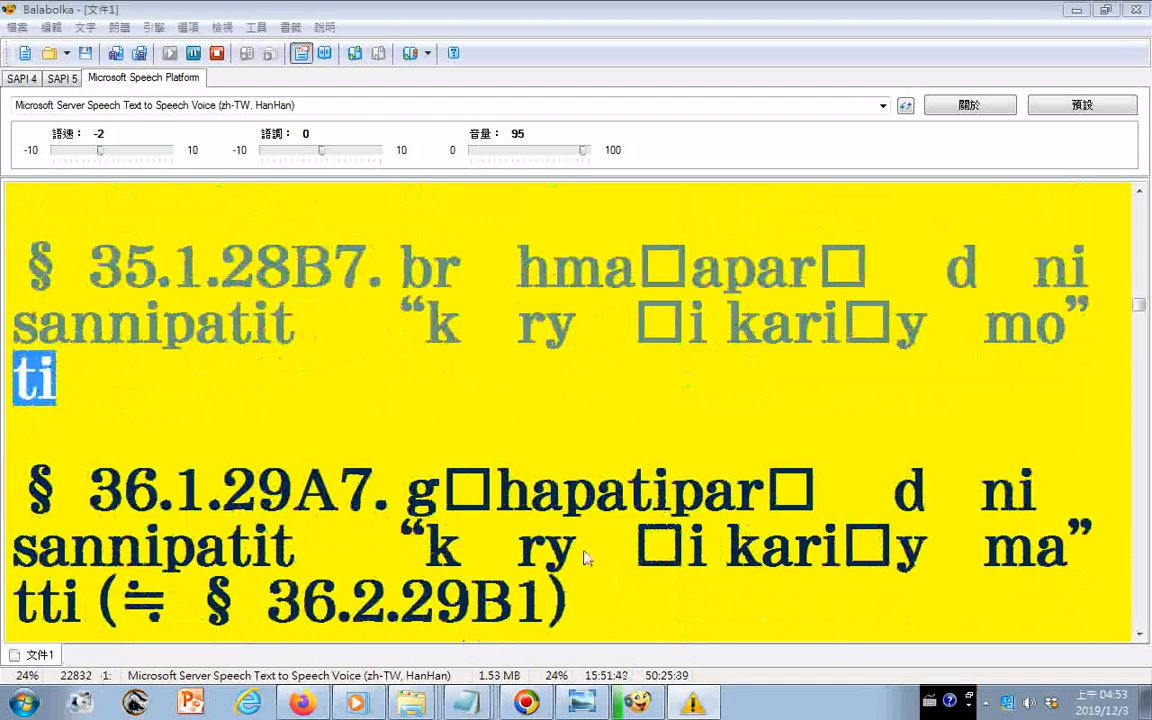 Balabolka - [文件1]
檔案 編輯 文字 朗讀 引擎 選項 檢視 工具 書籤 說明
SAPI 4 SAPI 5 Microsoft Speech Platform
Microsoft Server Speech Text to Speech Voice (zh-TW, HanHan) 關於 預設
語速： -2 語調： 0 音量： 95
-10 10 -10 10 0 100
§ 35.1.28B7. br hma□apar□ d ni
sannipatit “k ry □i kari□y mo”
ti
§ 36.1.29A7. g□hapatipar□ d ni
sannipatit “k ry □i kari□y ma”
tti (≒ § 36.2.29B1)
文件1
24% 22832 :1: Microsoft Server Speech Text to Speech Voice (zh-TW, HanHan) 1.53 MB 24% 15:51:43 50:25:39
上午 04:53
2019/12/3